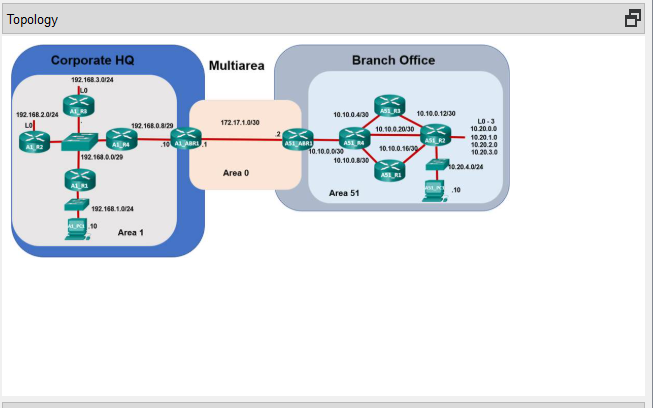 Topology
Corporate HQ
Multiarea
Branch Office
192.168.3.0/24
L0
A1_R3
192.168.2.0/24
L0
A1_R2
192.168.0.8/29
A1_R4
.10
A1_ABR1
.1
192.168.0.0/29
A1_R1
192.168.1.0/24
.10
Area 1
172.17.1.0/30
.2
Area 0
A51_ABR1
10.10.0.0/30
A51_R4
10.10.0.4/30
A51_R3
10.10.0.12/30
10.10.0.20/30
A51_R2
10.10.0.16/30
10.10.0.8/30
A51_R1
L0 - 3
10.20.0.0
10.20.1.0
10.20.2.0
10.20.3.0
10.20.4.0/24
.10
Area 51